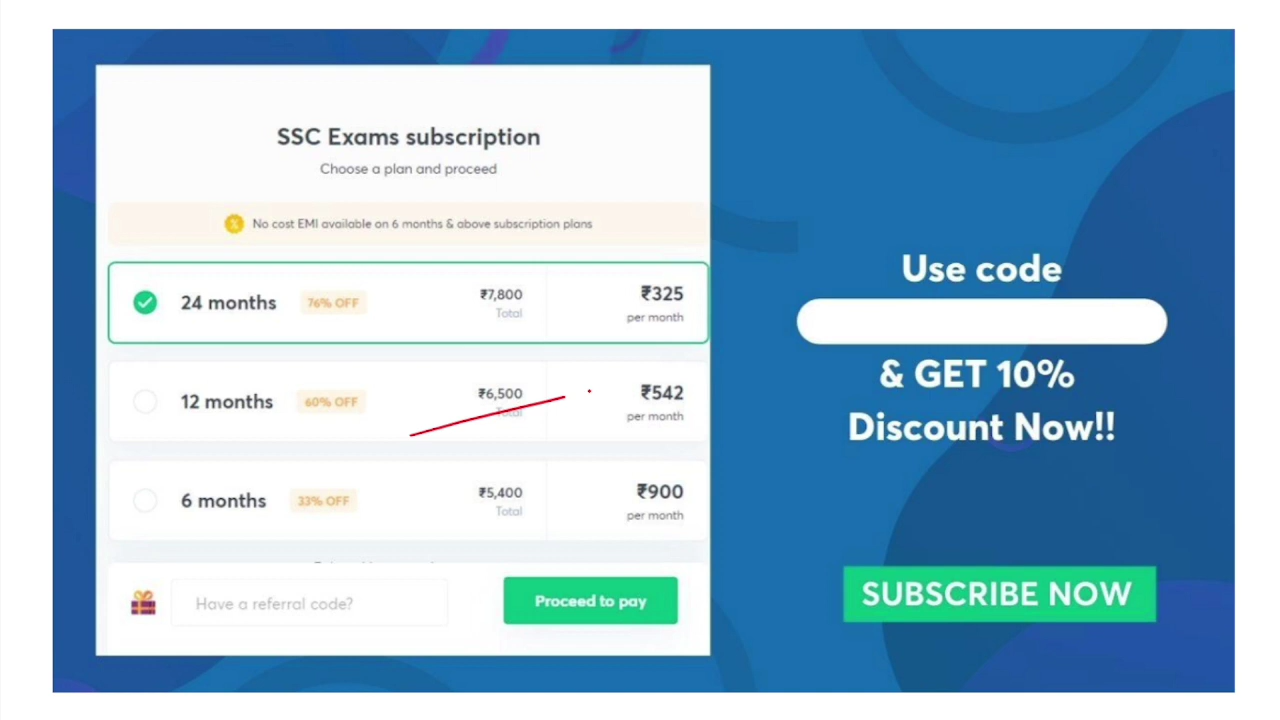 SSC Exams subscription
Choose a plan and proceed
No cost EMI available on 6 months & above subscription plans
24 months 76% OFF ₹7,800 ₹325
Total per month
12 months 60% OFF ₹6,500 ₹542
Total per month
6 months 33% OFF ₹5,400 ₹900
Total per month
Have a referral code? Proceed to pay
Use code
& GET 10%
Discount Now!!
SUBSCRIBE NOW